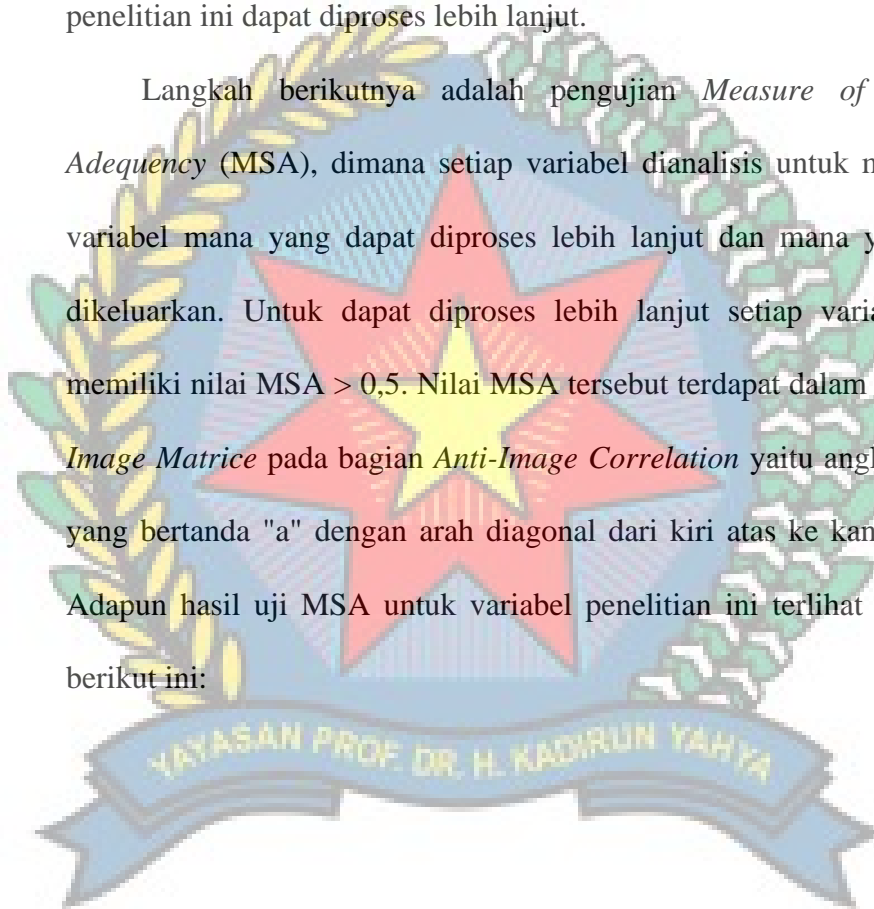 penelitian ini dapat diproses lebih lanjut.
Langkah berikutnya adalah pengujian Measure of
Adequency (MSA), dimana setiap variabel dianalisis untuk
variabel mana yang dapat diproses lebih lanjut dan mana
dikeluarkan. Untuk dapat diproses lebih lanjut setiap
memiliki nilai MSA > 0,5. Nilai MSA tersebut terdapat dalam
Image Matrice pada bagian Anti-Image Correlation yaitu
yang bertanda "a" dengan arah diagonal dari kiri atas ke
Adapun hasil uji MSA untuk variabel penelitian ini terlihat
berikut ini:
YAYASAN PROF. DR. H. KADIRUN YAHYA